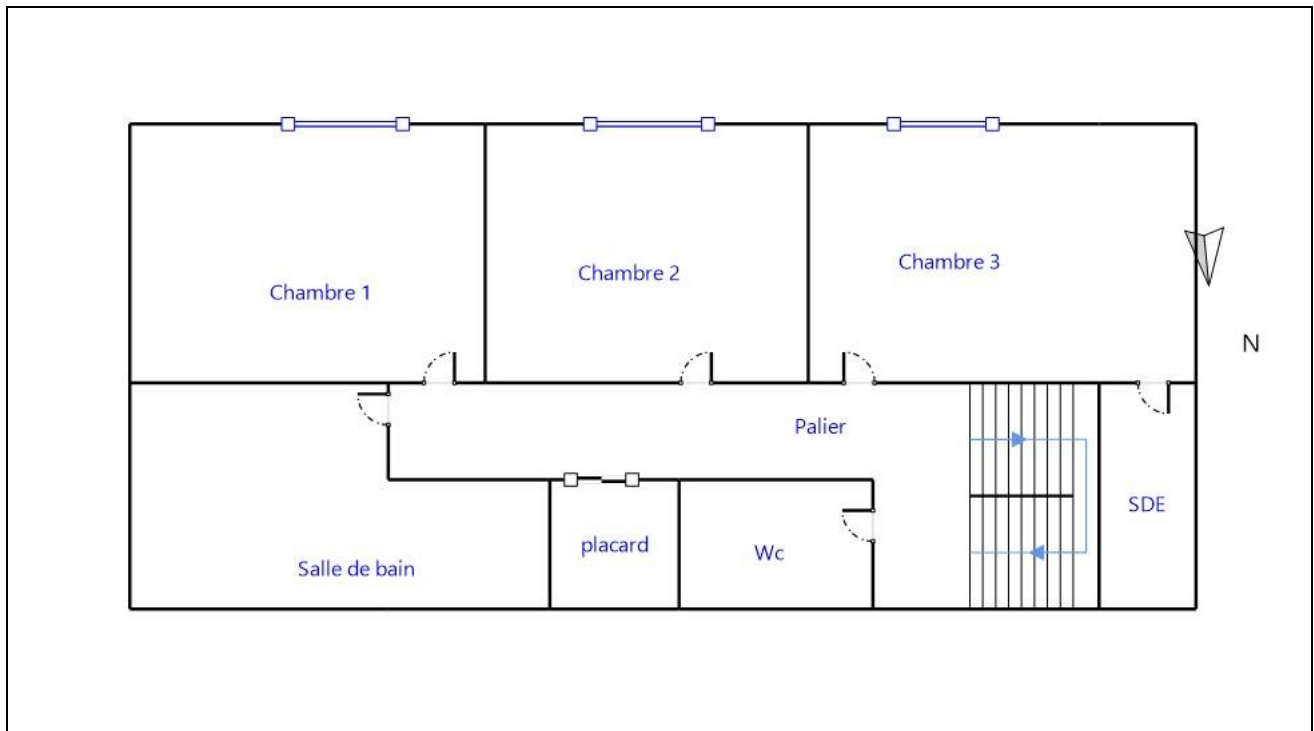 Chambre 1
Chambre 2
Chambre 3
N
Palier
SDE
placard
Wc
Salle de bain